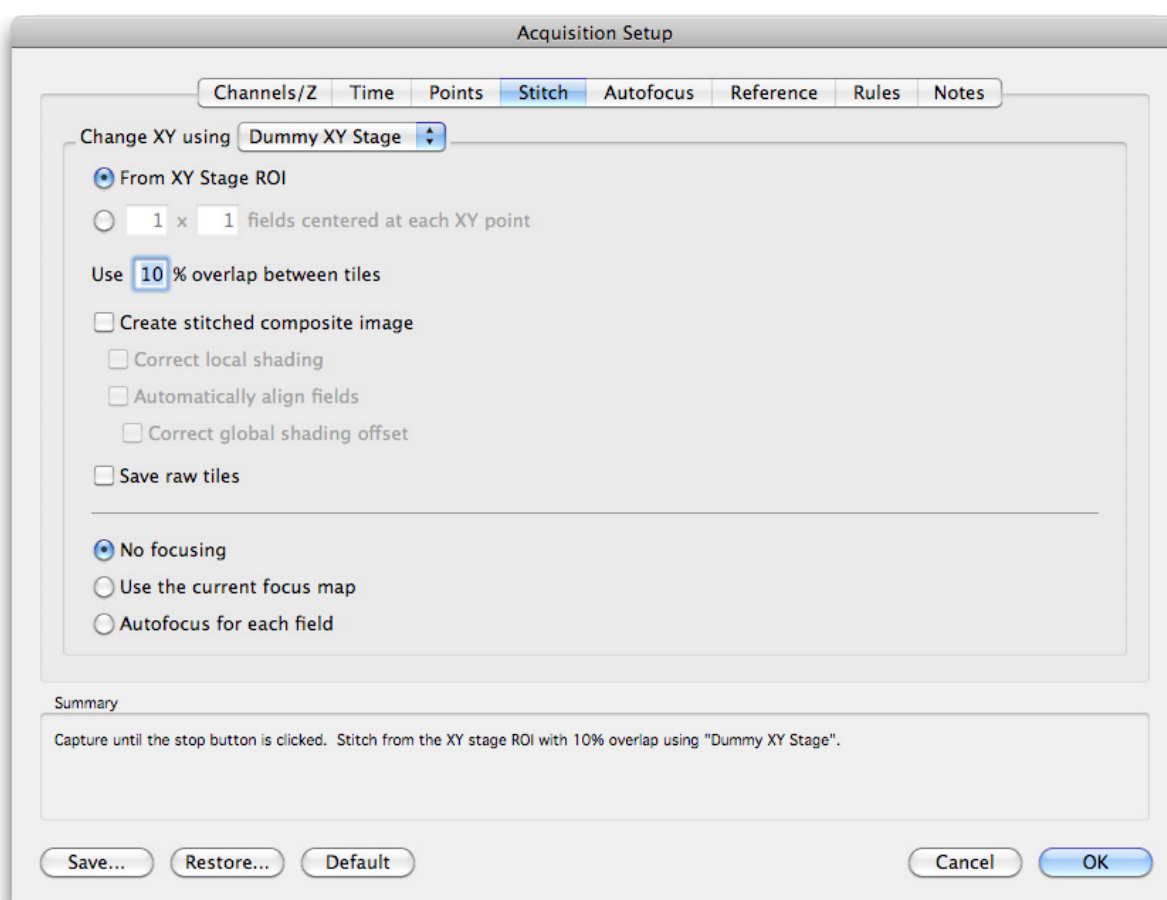 Acquisition Setup
Channels/Z Time Points Stitch Autofocus Reference Rules Notes
Change XY using Dummy XY Stage
From XY Stage ROI
1 x 1 fields centered at each XY point
Use 10 % overlap between tiles
Create stitched composite image
Correct local shading
Automatically align fields
Correct global shading offset
Save raw tiles
No focusing
Use the current focus map
Autofocus for each field
Summary
Capture until the stop button is clicked. Stitch from the XY stage ROI with 10% overlap using "Dummy XY Stage".
Save... Restore... Default Cancel OK